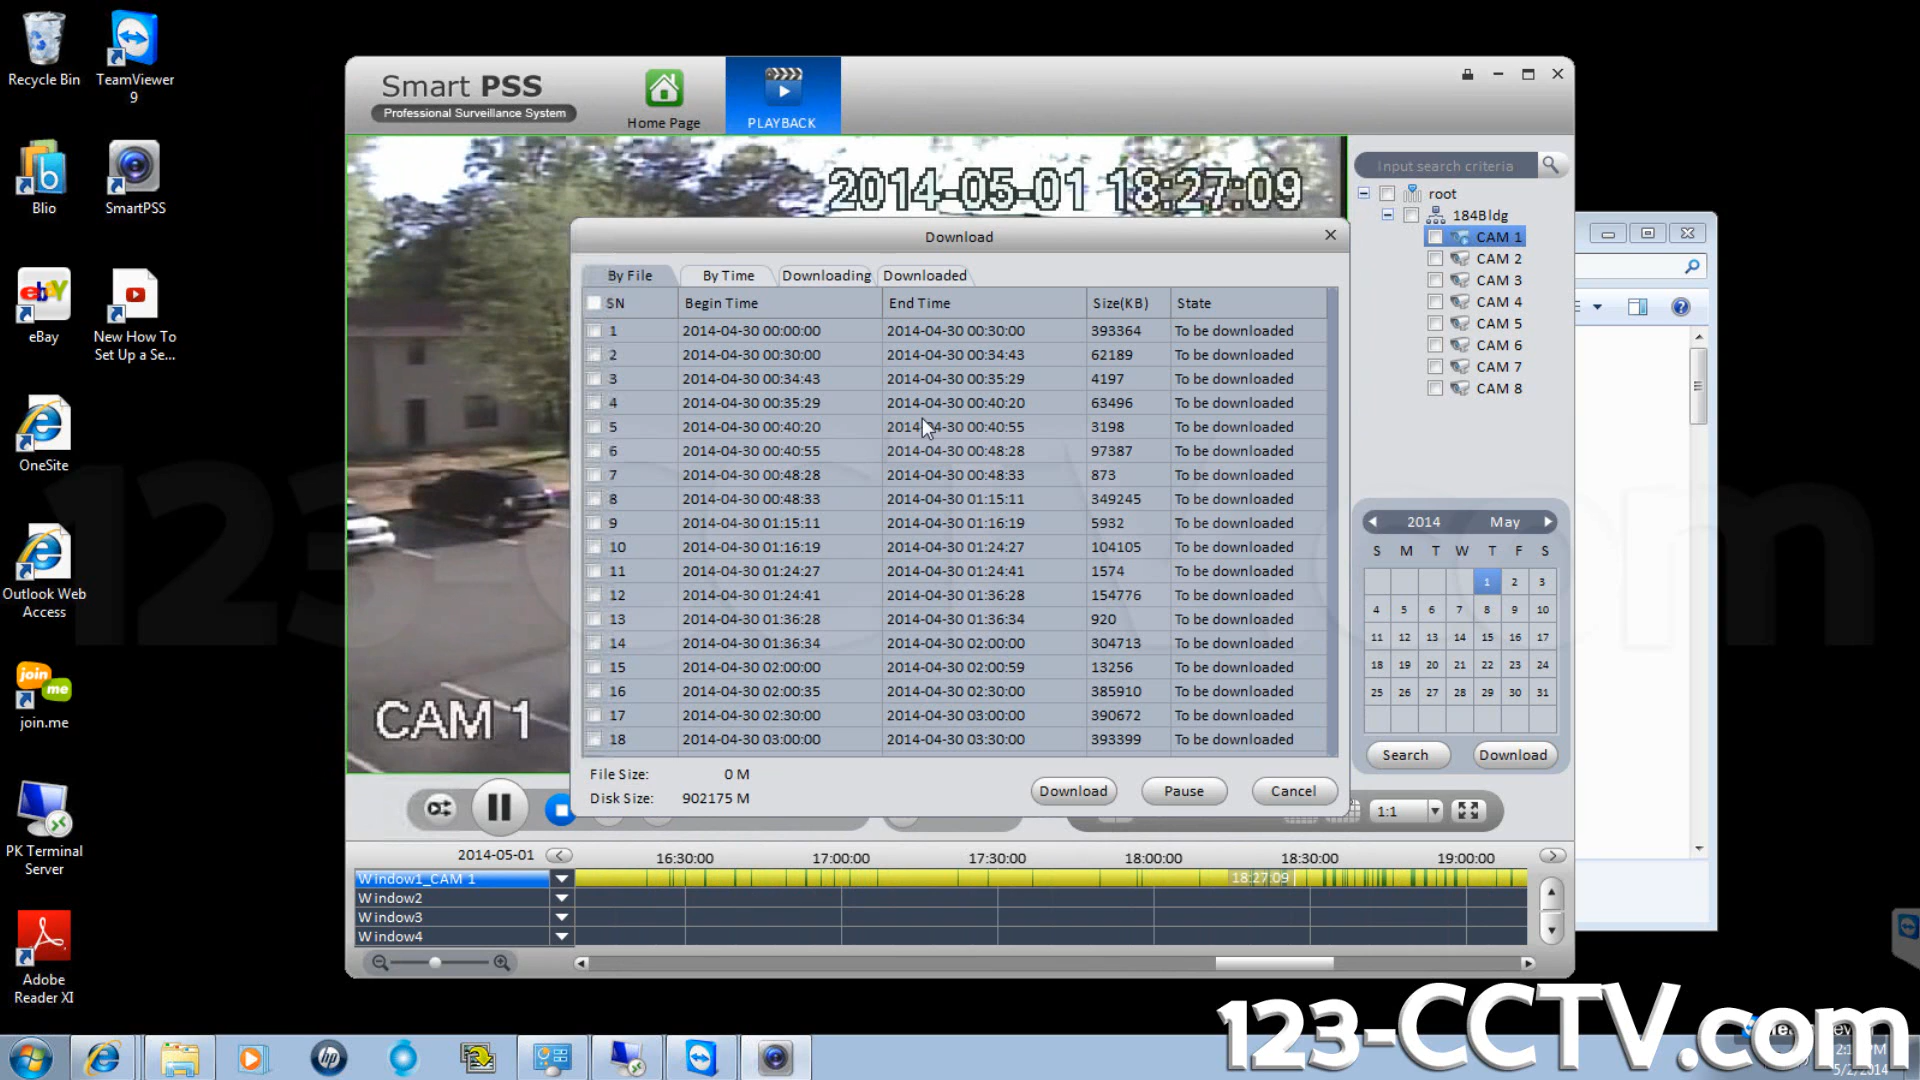 Recycle Bin
TeamViewer
9
Blio
SmartPSS
eBay
New How To
Set Up a Se...
OneSite
Outlook Web
Access
join.me
PK Terminal
Server
Adobe
Reader XI
Smart PSS
Professional Surveillance System
Home Page
PLAYBACK
2014-05-01 18:27:09
CAM 1
Download
By File By Time Downloading Downloaded
SN Begin Time End Time Size(KB) State
1 2014-04-30 00:00:00 2014-04-30 00:30:00 393364 To be downloaded
2 2014-04-30 00:30:00 2014-04-30 00:34:43 62189 To be downloaded
3 2014-04-30 00:34:43 2014-04-30 00:35:29 4197 To be downloaded
4 2014-04-30 00:35:29 2014-04-30 00:40:20 63496 To be downloaded
5 2014-04-30 00:40:20 2014-04-30 00:40:55 3198 To be downloaded
6 2014-04-30 00:40:55 2014-04-30 00:48:28 97387 To be downloaded
7 2014-04-30 00:48:28 2014-04-30 00:48:33 873 To be downloaded
8 2014-04-30 00:48:33 2014-04-30 01:15:11 349245 To be downloaded
9 2014-04-30 01:15:11 2014-04-30 01:16:19 5932 To be downloaded
10 2014-04-30 01:16:19 2014-04-30 01:24:27 104105 To be downloaded
11 2014-04-30 01:24:27 2014-04-30 01:24:41 1574 To be downloaded
12 2014-04-30 01:24:41 2014-04-30 01:36:28 154776 To be downloaded
13 2014-04-30 01:36:28 2014-04-30 01:36:34 920 To be downloaded
14 2014-04-30 01:36:34 2014-04-30 02:00:00 304713 To be downloaded
15 2014-04-30 02:00:00 2014-04-30 02:00:59 13256 To be downloaded
16 2014-04-30 02:00:35 2014-04-30 02:30:00 385910 To be downloaded
17 2014-04-30 02:30:00 2014-04-30 03:00:00 390672 To be downloaded
18 2014-04-30 03:00:00 2014-04-30 03:30:00 393399 To be downloaded
File Size: 0 M
Disk Size: 902175 M
Download Pause Cancel
Input search criteria
root
184Bldg
CAM 1
CAM 2
CAM 3
CAM 4
CAM 5
CAM 6
CAM 7
CAM 8
2014 May
S M T W T F S
1 2 3
4 5 6 7 8 9 10
11 12 13 14 15 16 17
18 19 20 21 22 23 24
25 26 27 28 29 30 31
Search Download
1:1
2014-05-01 16:30:00 17:00:00 17:30:00 18:00:00 18:30:00 19:00:00
Window1_CAM 1 18:27:09
Window2
Window3
Window4
123-CCTV.com
5/2/2014